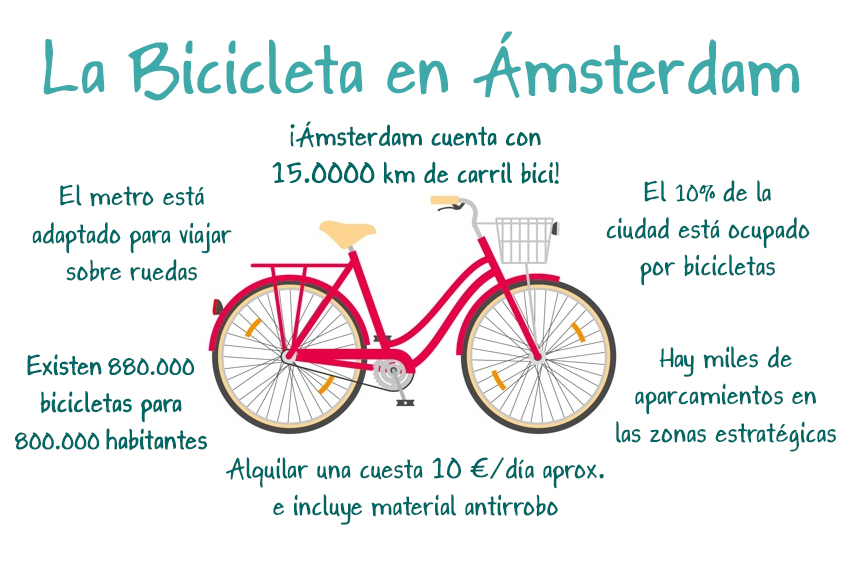 La Bicicleta en Ámsterdam
¡Ámsterdam cuenta con
15.0000 km de carril bici!
El metro está
adaptado para viajar
sobre ruedas
El 10% de la
ciudad está ocupado
por bicicletas
Existen 880.000
bicicletas para
800.000 habitantes
Hay miles de
aparcamientos en
las zonas estratégicas
Alquilar una cuesta 10 €/día aprox.
e incluye material antirrobo